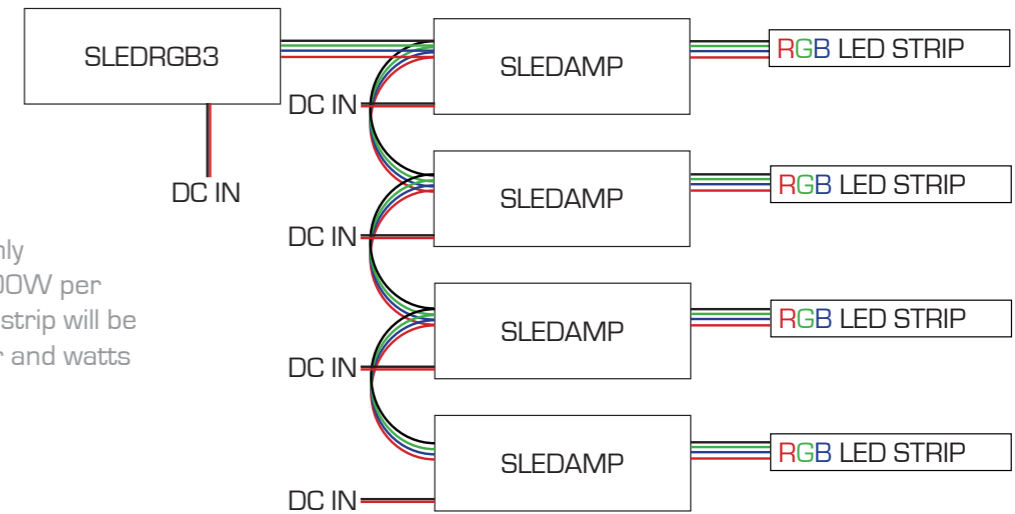 SLEDRGB3
SLEDAMP
RGB LED STRIP
DC IN
DC IN
SLEDAMP
RGB LED STRIP
DC IN
per
strip will be
and watts
SLEDAMP
RGB LED STRIP
DC IN
SLEDAMP
RGB LED STRIP
DC IN